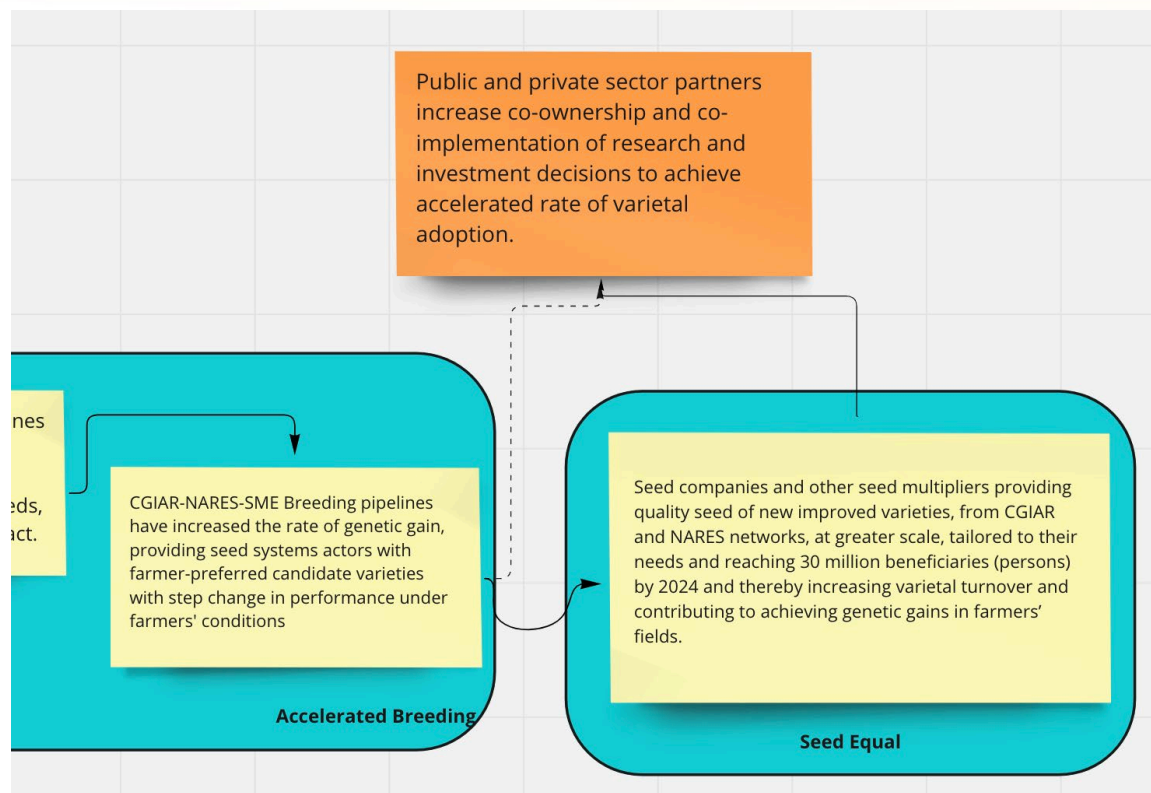 Public and private sector partners
increase co-ownership and co-
implementation of research and
investment decisions to achieve
accelerated rate of varietal
adoption.
nes
eds,
act.
CGIAR-NARES-SME Breeding pipelines
have increased the rate of genetic gain,
providing seed systems actors with
farmer-preferred candidate varieties
with step change in performance under
farmers' conditions
Accelerated Breeding
Seed companies and other seed multipliers providing
quality seed of new improved varieties, from CGIAR
and NARES networks, at greater scale, tailored to their
needs and reaching 30 million beneficiaries (persons)
by 2024 and thereby increasing varietal turnover and
contributing to achieving genetic gains in farmers’
fields.
Seed Equal